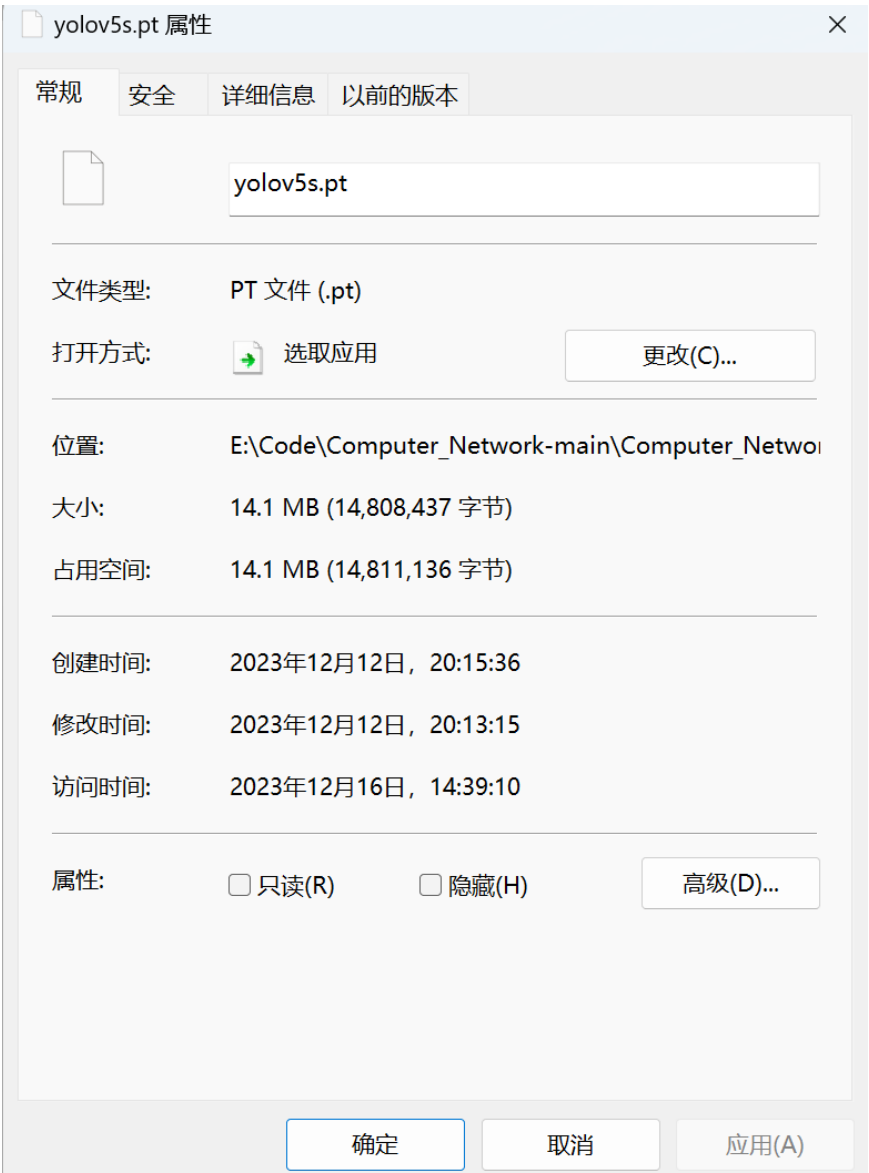 yolov5s.pt 属性
常规 安全 详细信息 以前的版本
yolov5s.pt
文件类型: PT 文件 (.pt)
打开方式: 选取应用 更改(C)...
位置: E:\Code\Computer_Network-main\Computer_Networ
大小: 14.1 MB (14,808,437 字节)
占用空间: 14.1 MB (14,811,136 字节)
创建时间: 2023年12月12日，20:15:36
修改时间: 2023年12月12日，20:13:15
访问时间: 2023年12月16日，14:39:10
属性: 只读(R) 隐藏(H) 高级(D)...
确定 取消 应用(A)